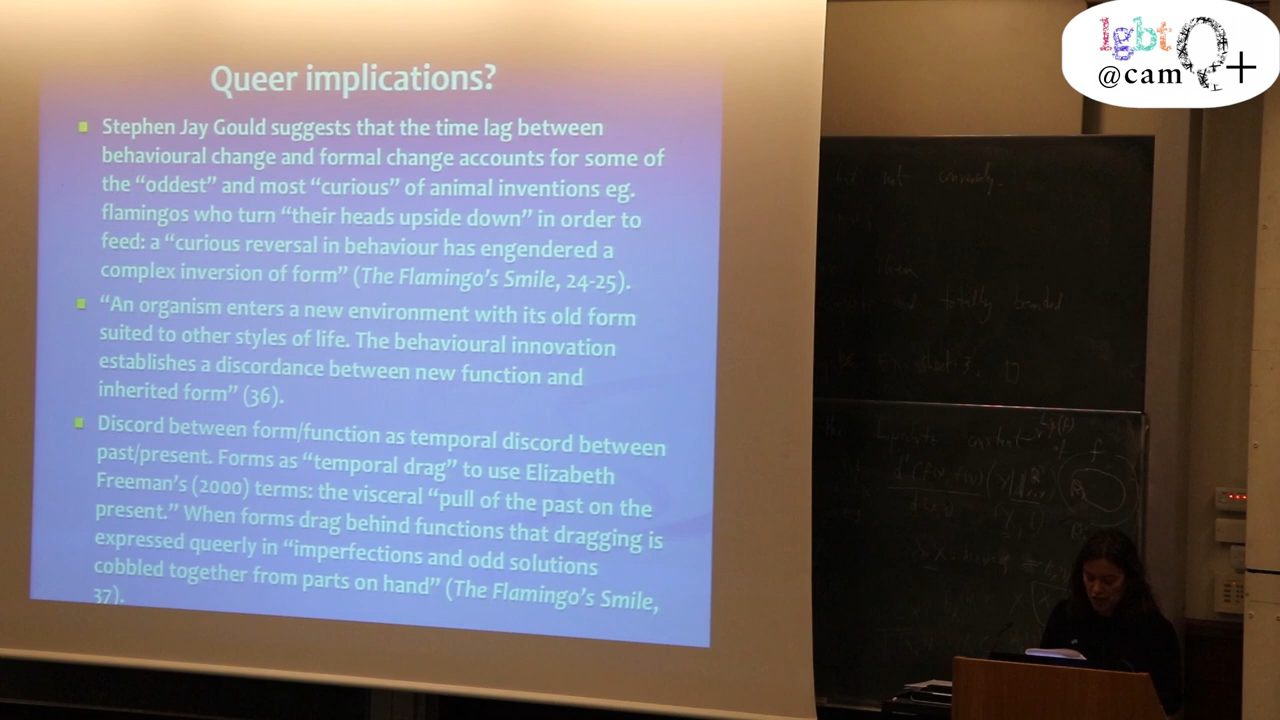 Queer implications?
Stephen Jay Gould suggests that the time lag between
behavioural change and formal change accounts for some of
the “oddest” and most “curious” of animal inventions eg.
flamingos who turn “their heads upside down” in order to
feed: a “curious reversal in behaviour has engendered a
complex inversion of form” (The Flamingo’s Smile, 24-25).
“An organism enters a new environment with its old form
suited to other styles of life. The behavioural innovation
establishes a discordance between new function and
inherited form” (36).
Discord between form/function as temporal discord between
past/present. Forms as “temporal drag” to use Elizabeth
Freeman’s (2000) terms: the visceral “pull of the past on the
present.” When forms drag behind functions that dragging is
expressed queerly in “imperfections and odd solutions
cobbled together from parts on hand” (The Flamingo’s Smile,
37).
lgbtQ+
@cam
not
totally bounded